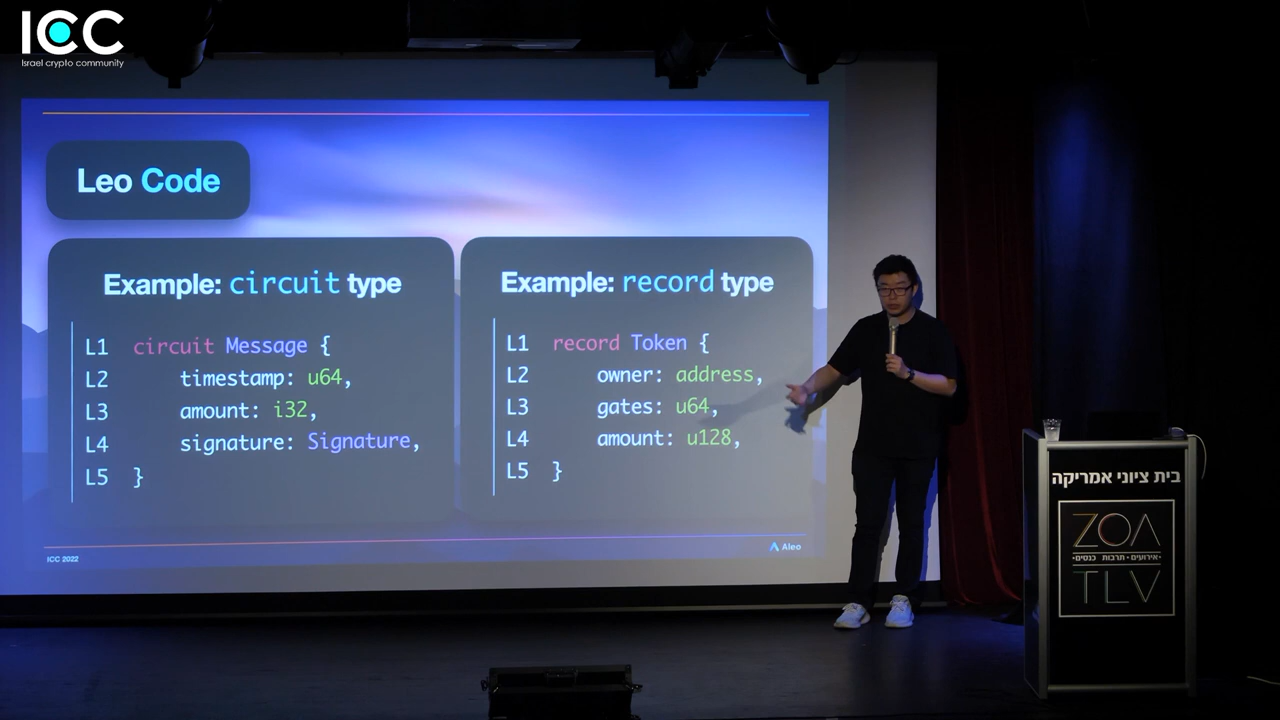 ICC
Israel crypto community
Leo Code
Example: circuit type
L1 circuit Message {
L2 timestamp: u64,
L3 amount: i32,
L4 signature: Signature,
L5 }
Example: record type
L1 record Token {
L2 owner: address,
L3 gates: u64,
L4 amount: u128,
L5 }
ICC 2022
Aleo
בית ציוני אמריקה
ZOA
•אירועים • תרבות כנסים•
TLV